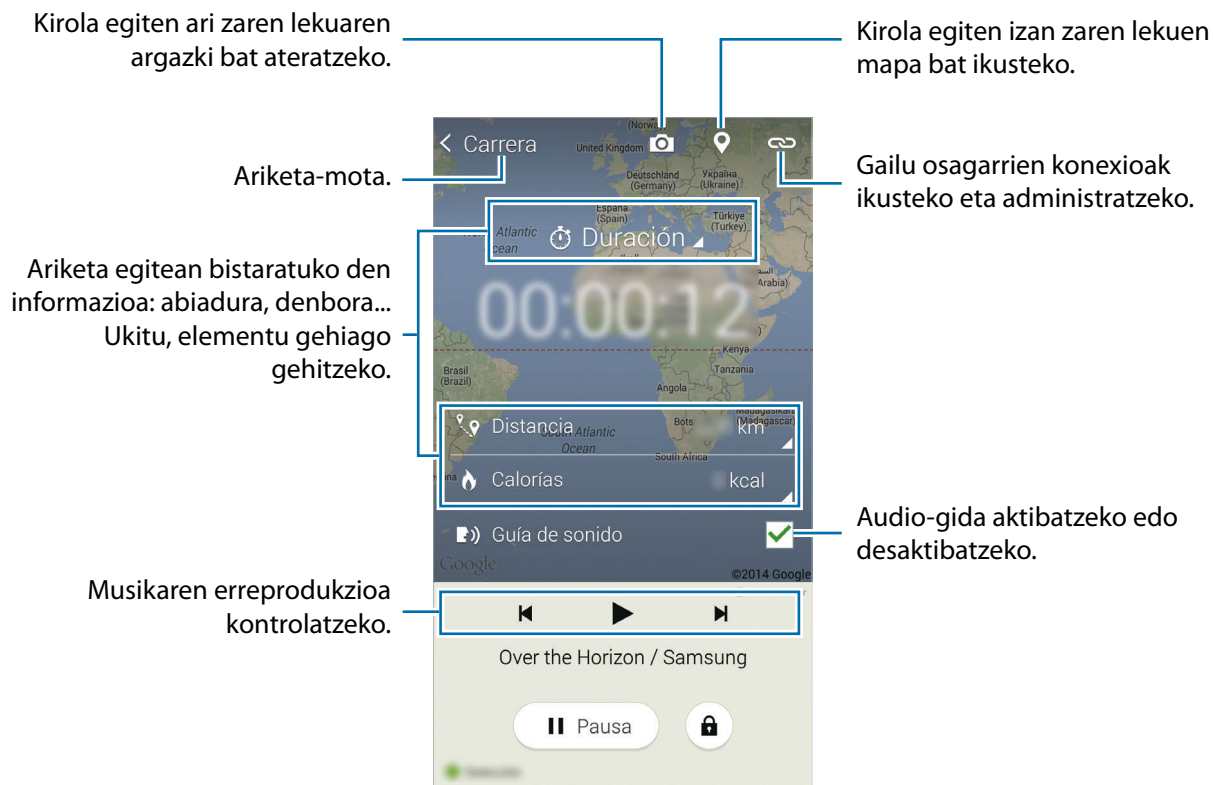 Kirola egiten ari zaren lekuaren
argazki bat ateratzeko.
Kirola egiten izan zaren lekuen
mapa bat ikusteko.
Ariketa-mota.
Gailu osagarrien konexioak
ikusteko eta administratzeko.
Ariketa egitean bistaratuko den
informazioa: abiadura, denbora...
Ukitu, elementu gehiago
gehitzeko.
Audio-gida aktibatzeko edo
desaktibatzeko.
Musikaren erreprodukzioa
kontrolatzeko.
Carrera
United Kingdom
Deutschland
(Germany)
Україна
(Ukraine)
España
(Spain)
Türkiye
(Turkey)
Atlantic
Duración
00:00:12
Arabia)
Kenya
Brasil
(Brazil)
Tanzania
Angola
Distancia
km
South Atlantic
Ocean
Bots
(Madagascar)
South Africa
Calorías
kcal
Guía de sonido
Google
©2014 Google
Over the Horizon / Samsung
Pausa